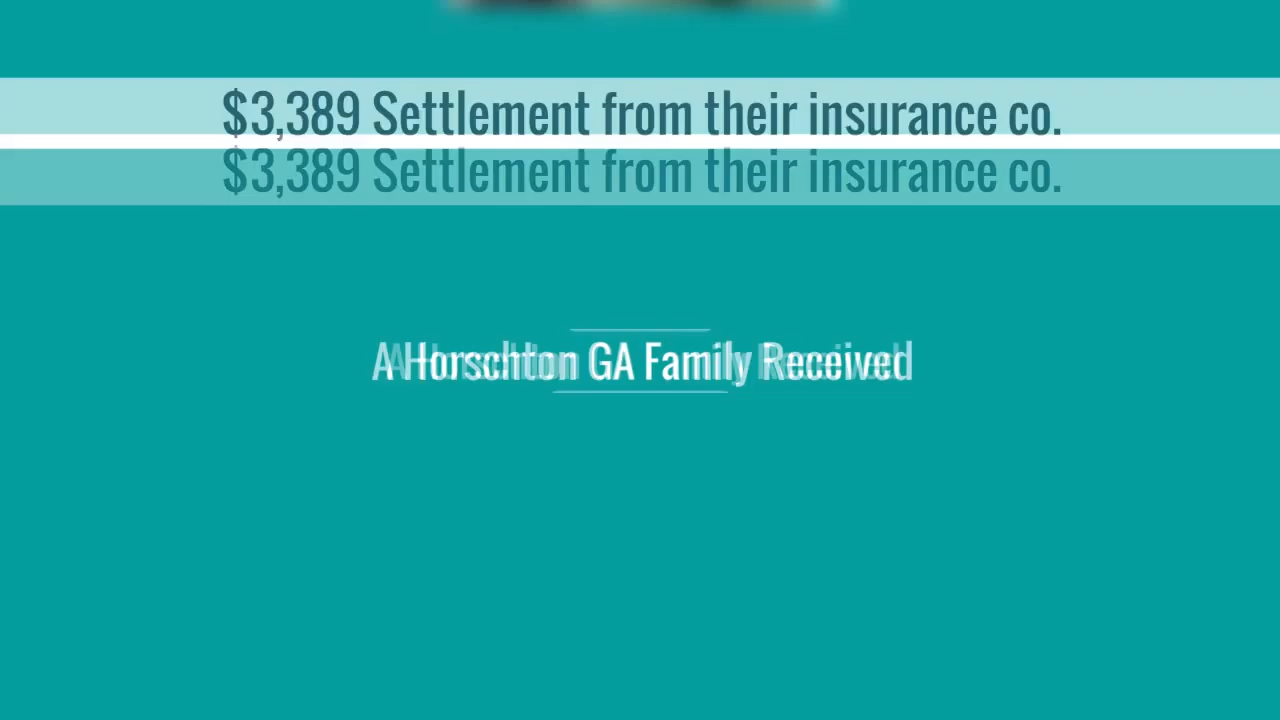 $3,389 Settlement from their insurance co.
$3,389 Settlement from their insurance co.
A Horschton GA Family Received